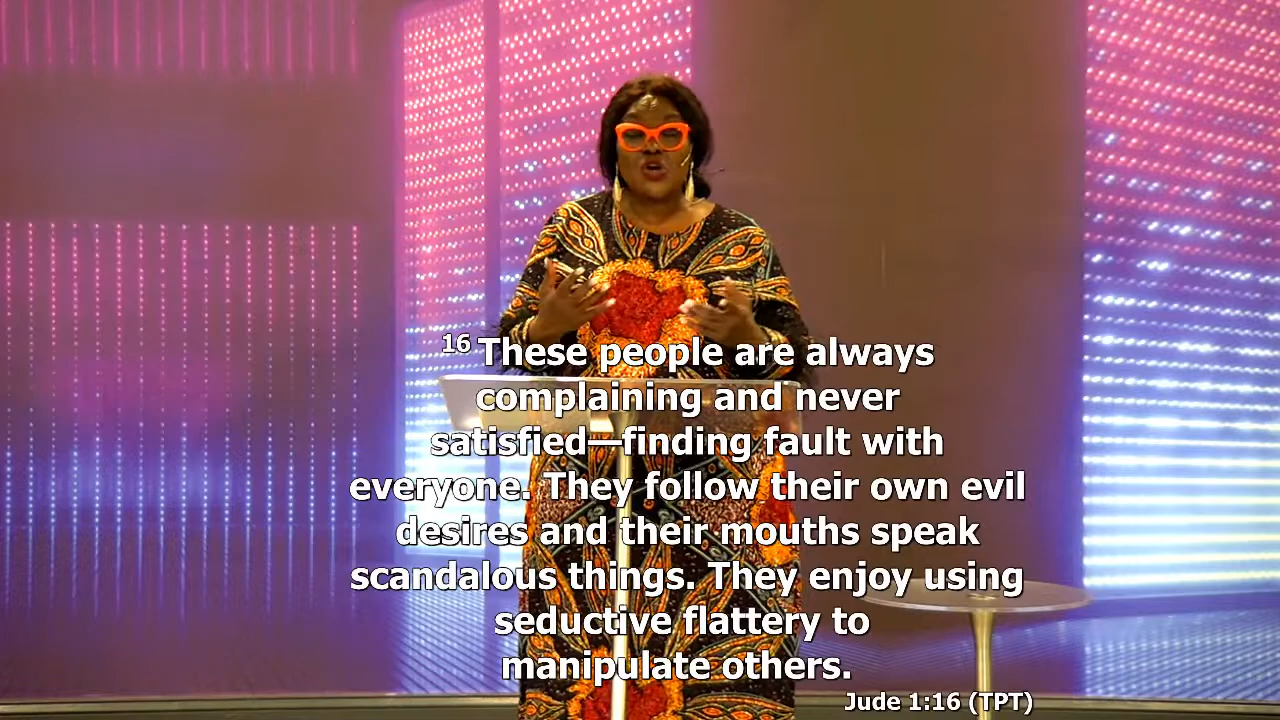 16 These people are always
complaining and never
satisfied—finding fault with
everyone. They follow their own evil
desires and their mouths speak
scandalous things. They enjoy using
seductive flattery to
manipulate others.
Jude 1:16 (TPT)